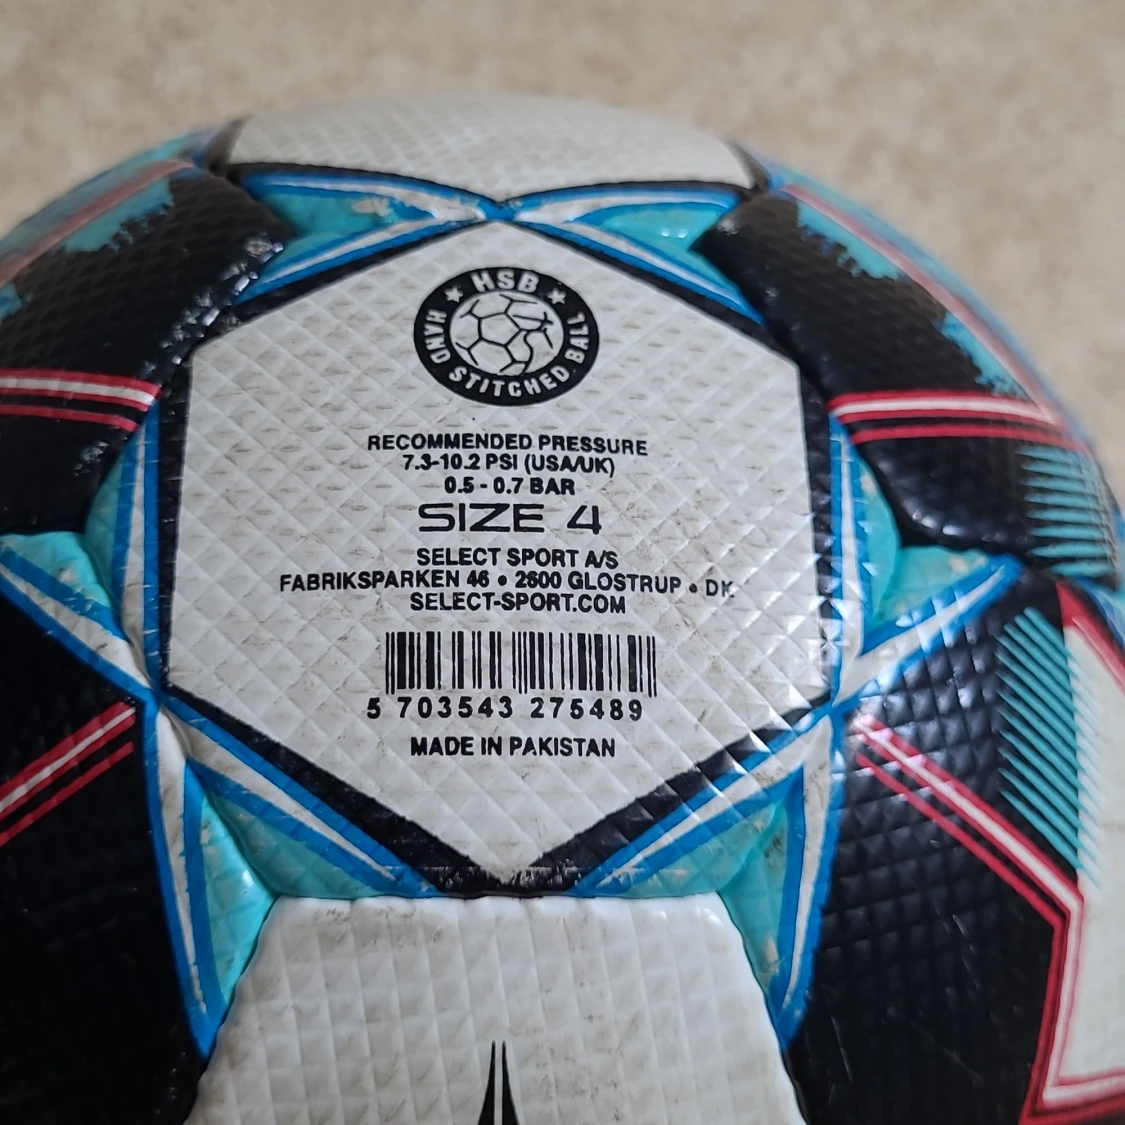 HSB
HAND STITCHED BALL
RECOMMENDED PRESSURE
7.3-10.2 PSI (USA/UK)
0.5 - 0.7 BAR
SIZE 4
SELECT SPORT A/S
FABRIKSPARKEN 46 • 2600 GLOSTRUP • DK
SELECT-SPORT.COM
5 703543 275489
MADE IN PAKISTAN